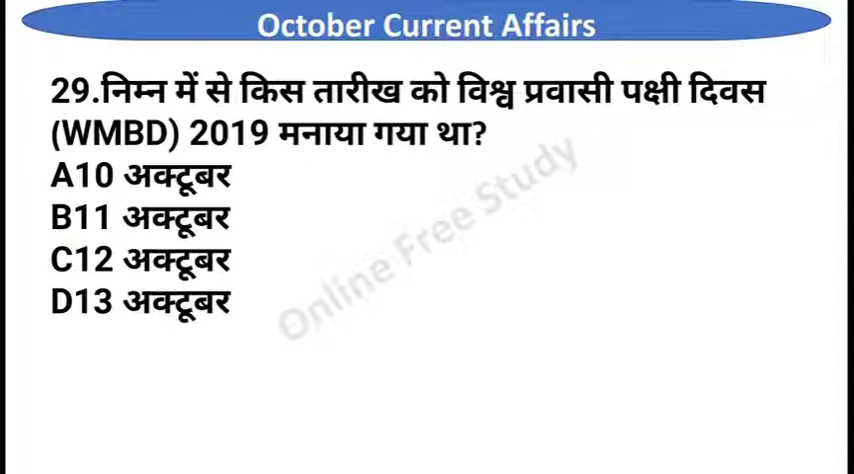 October Current Affairs
29.निम्न में से किस तारीख को विश्व प्रवासी पक्षी दिवस
(WMBD) 2019 मनाया गया था?
A10 अक्टूबर
B11 अक्टूबर
C12 अक्टूबर
D13 अक्टूबर
Online Free Study